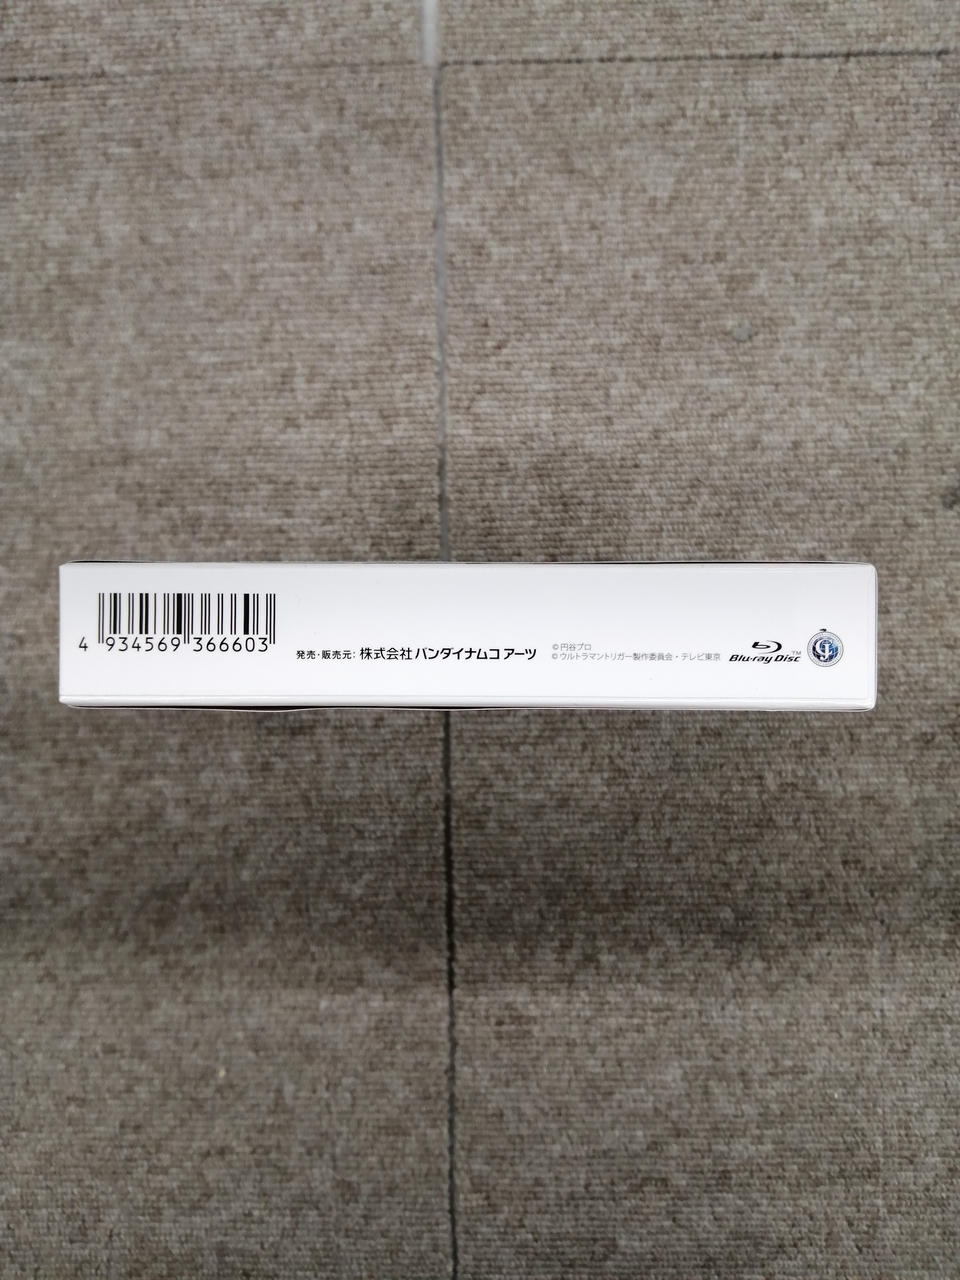 4 934569 366603
発売・販売元: 株式会社 バンダイナムコ アーツ
©円谷プロ
©ウルトラマントリガー製作委員会・テレビ東京
Blu-ray Disc™